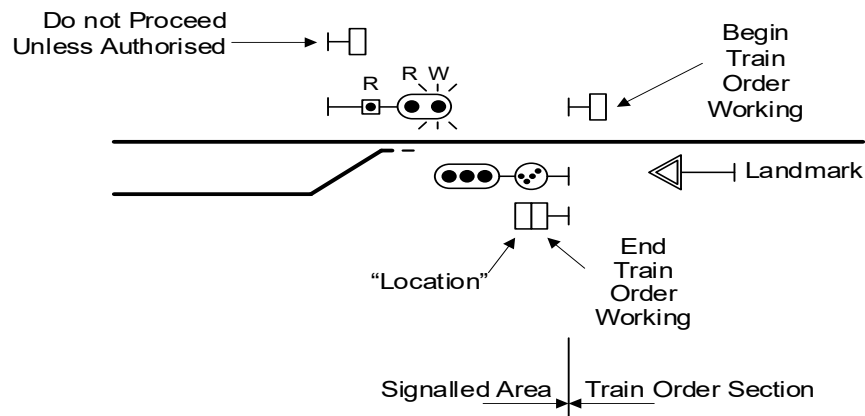 Do not Proceed
Unless Authorised
R
R W
Begin
Train
Order
Working
Landmark
“Location”
End
Train
Order
Working
Signalled Area
Train Order Section